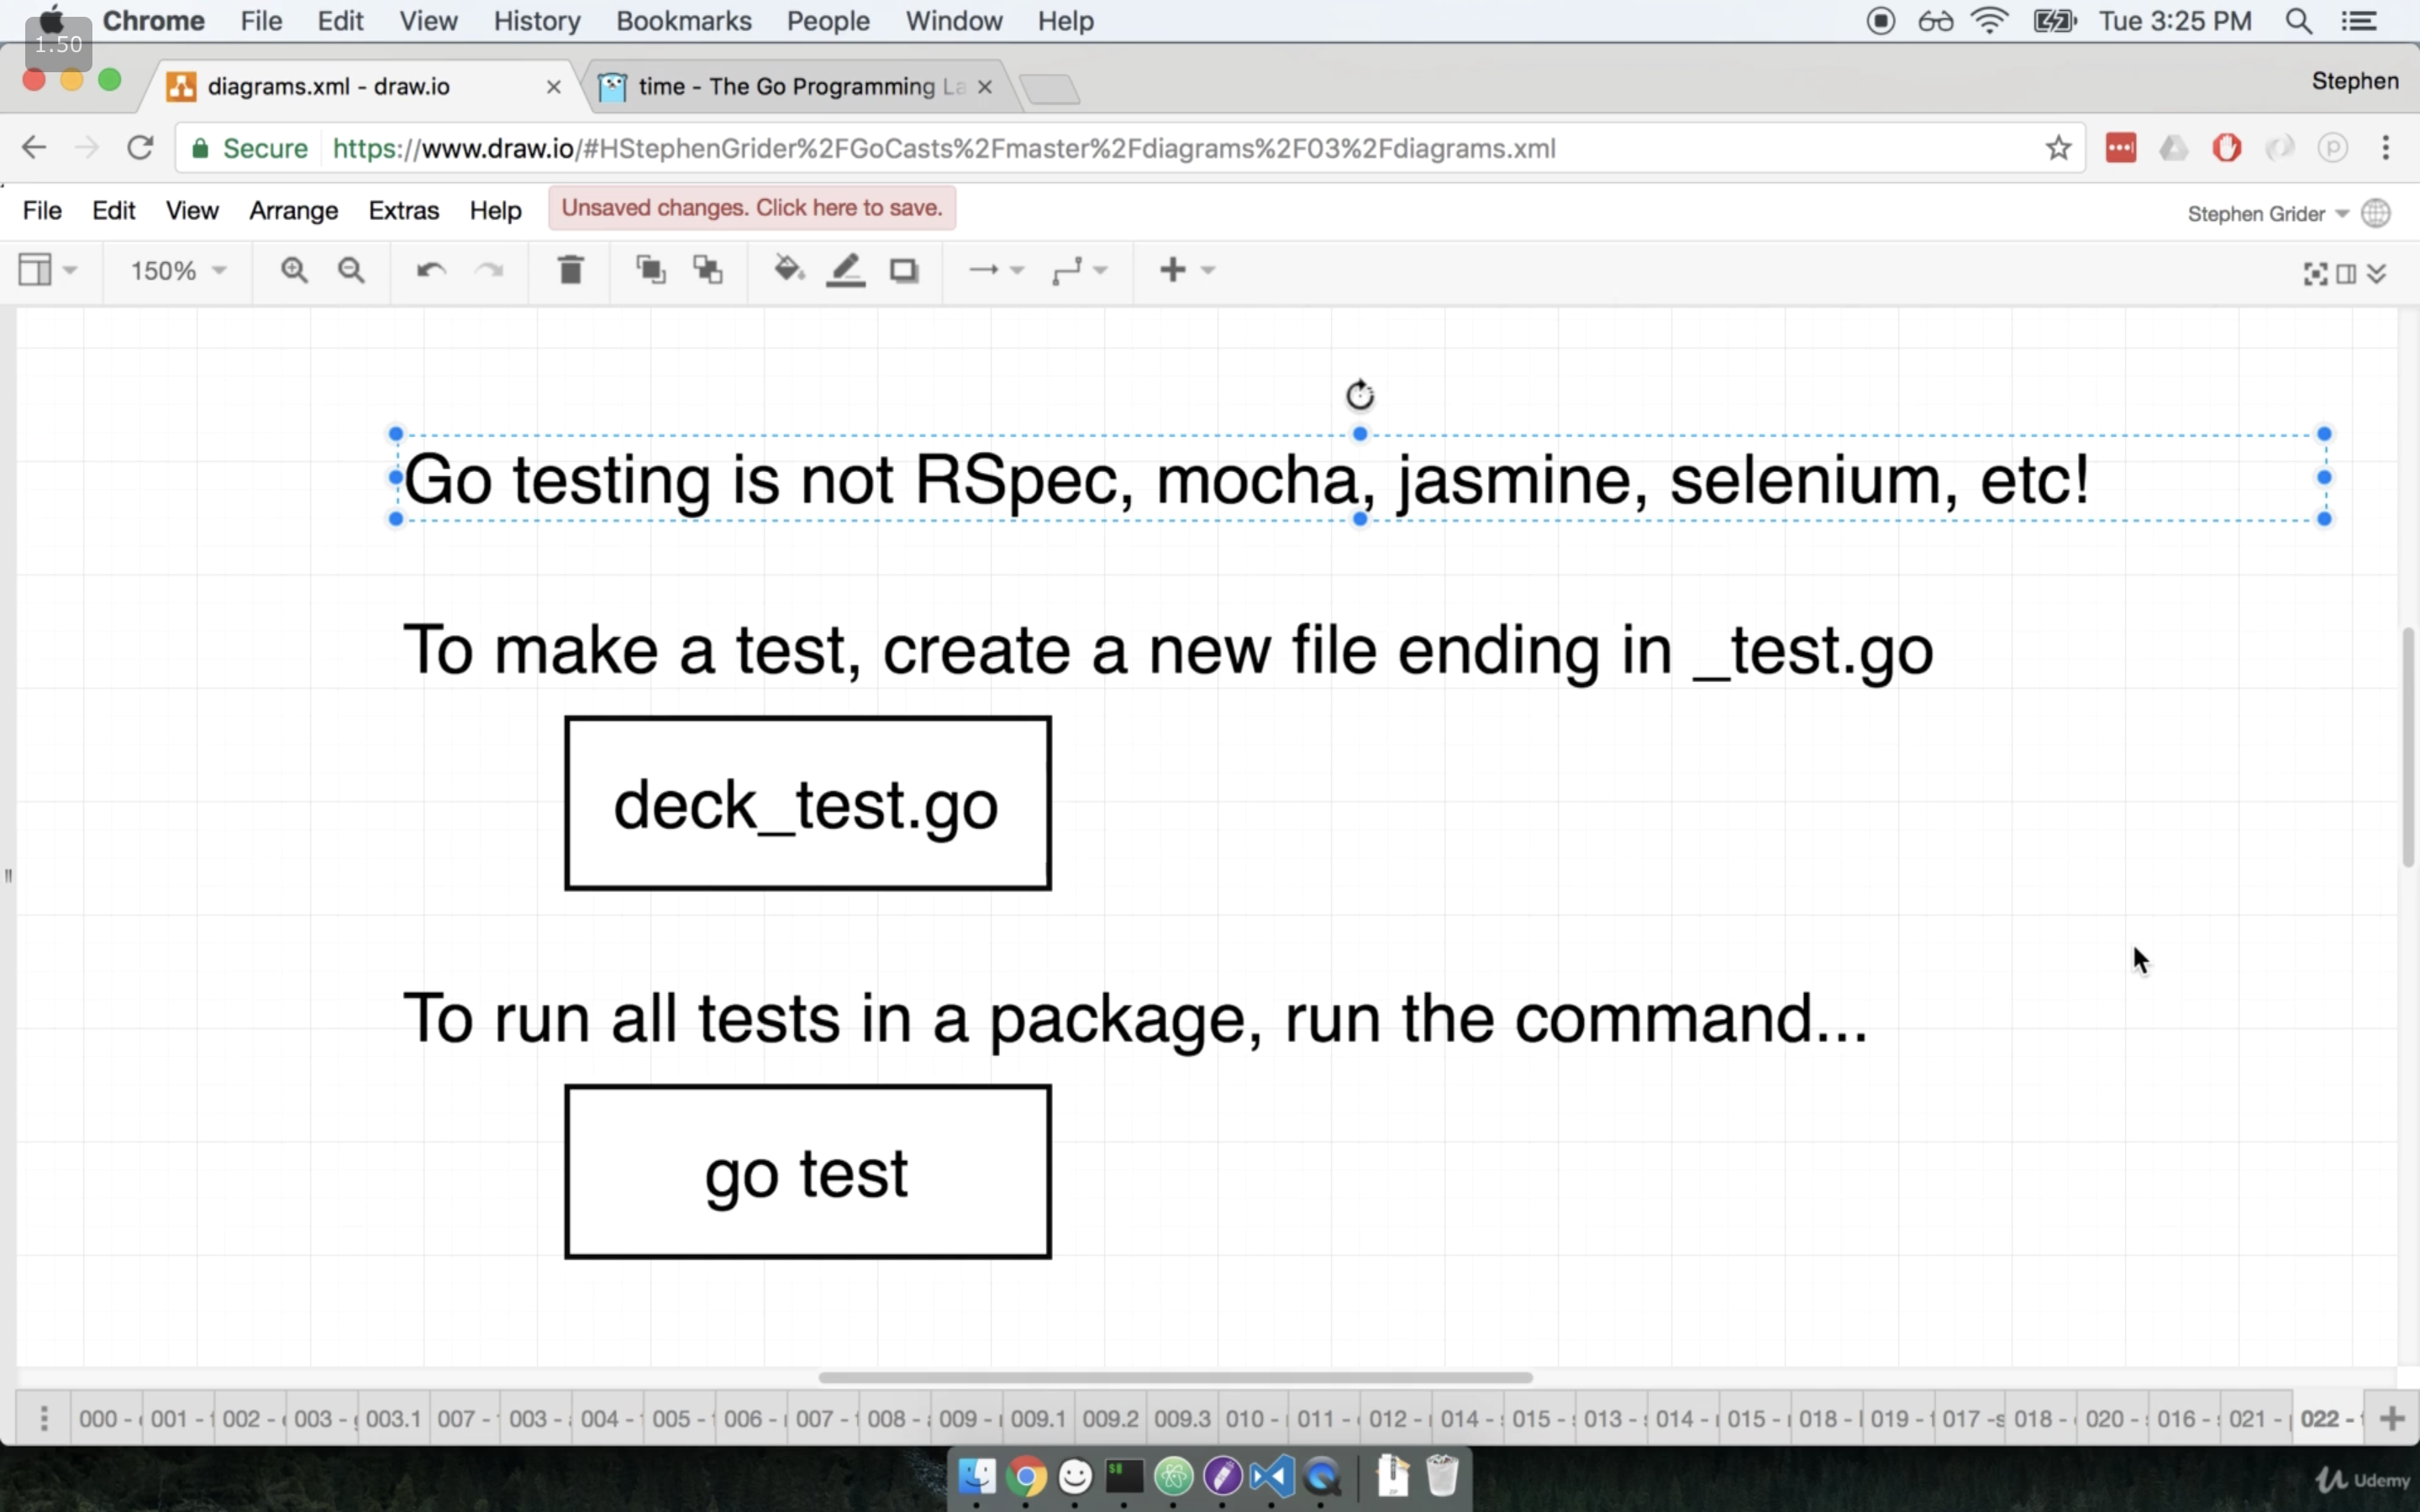 Chrome File Edit View History Bookmarks People Window Help Tue 3:25 PM
1.50
diagrams.xml - draw.io time - The Go Programming La Stephen
Secure https://www.draw.io/#HStephenGrider%2FGoCasts%2Fmaster%2Fdiagrams%2F03%2Fdiagrams.xml
File Edit View Arrange Extras Help Unsaved changes. Click here to save. Stephen Grider
150%
Go testing is not RSpec, mocha, jasmine, selenium, etc!
To make a test, create a new file ending in _test.go
deck_test.go
To run all tests in a package, run the command...
go test
000 - 001 - 002 - 003 - 003.1 007 - 003 - 004 - 005 - 006 - 007 - 008 - 009 - 009.1 009.2 009.3 010 - 011 - 012 - 014 - 015 - 013 - 014 - 015 - 018 - 019 - 017 -s 018 - 020 - 016 - 021 - 022 -
Udemy